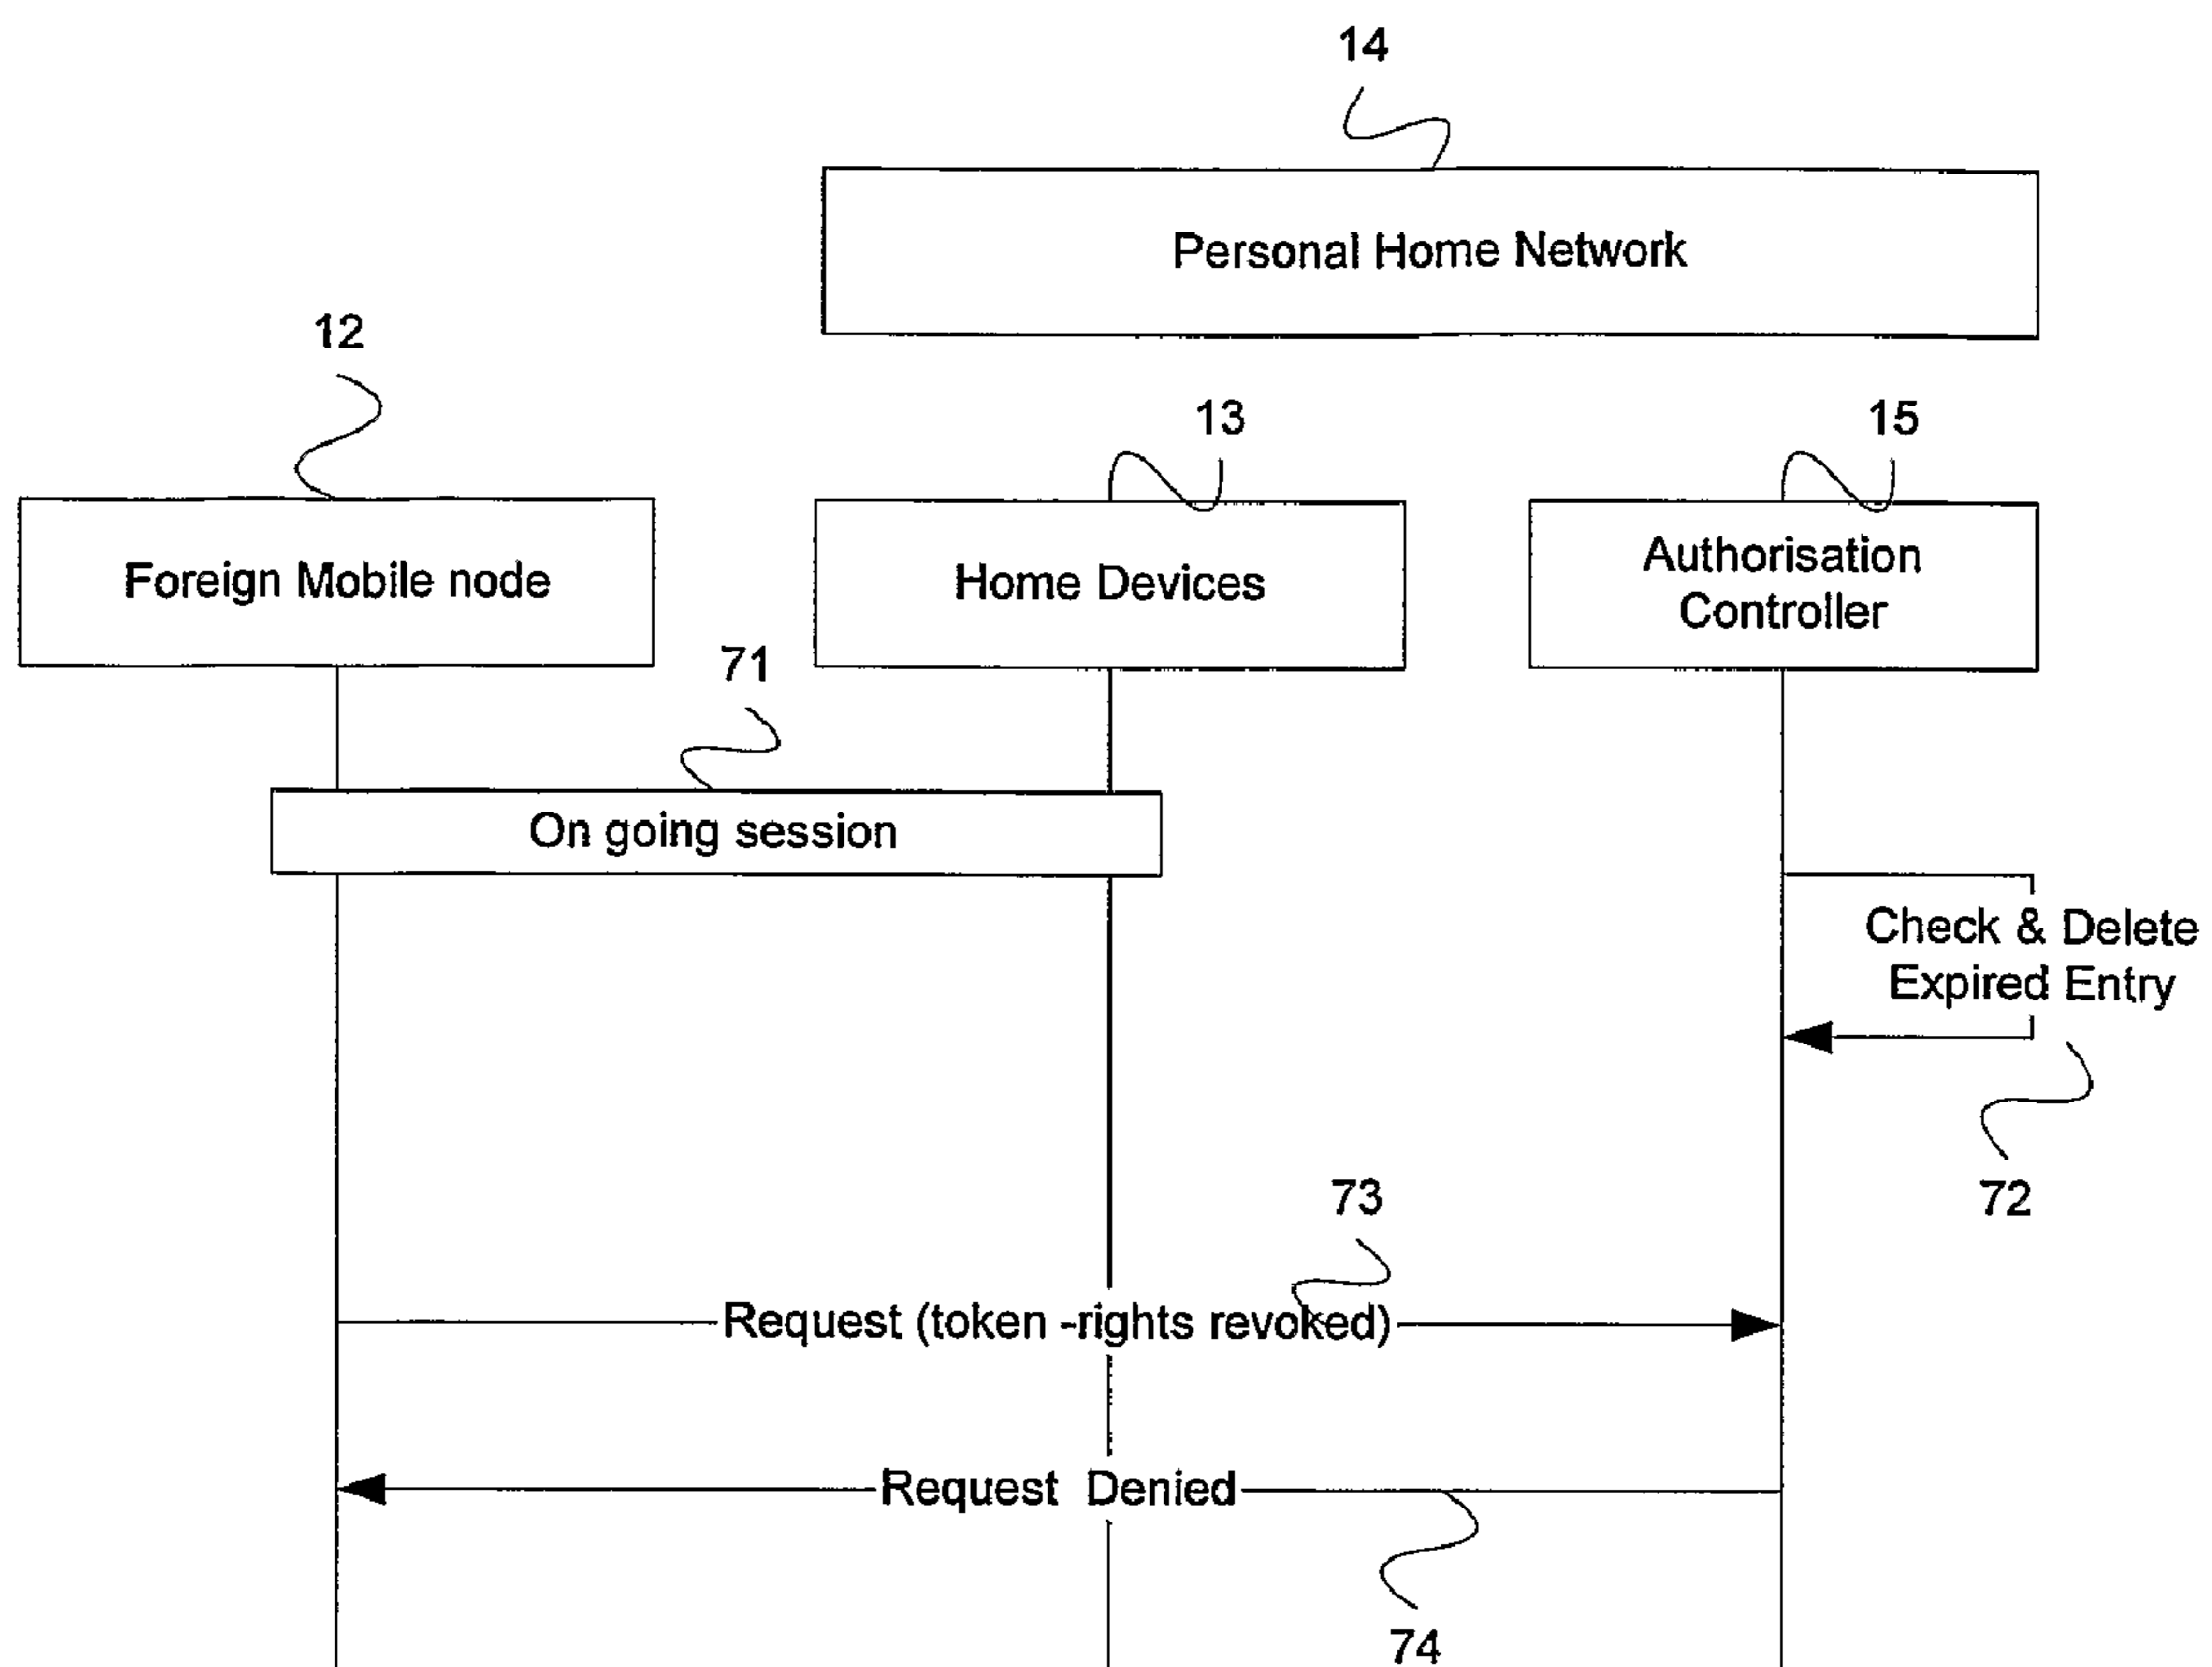 14
Personal Home Network
12
13
15
Foreign Mobile node
Home Devices
Authorisation
Controller
71
On going session
Check & Delete
Expired Entry
72
73
Request (token -rights revoked)
Request Denied
74